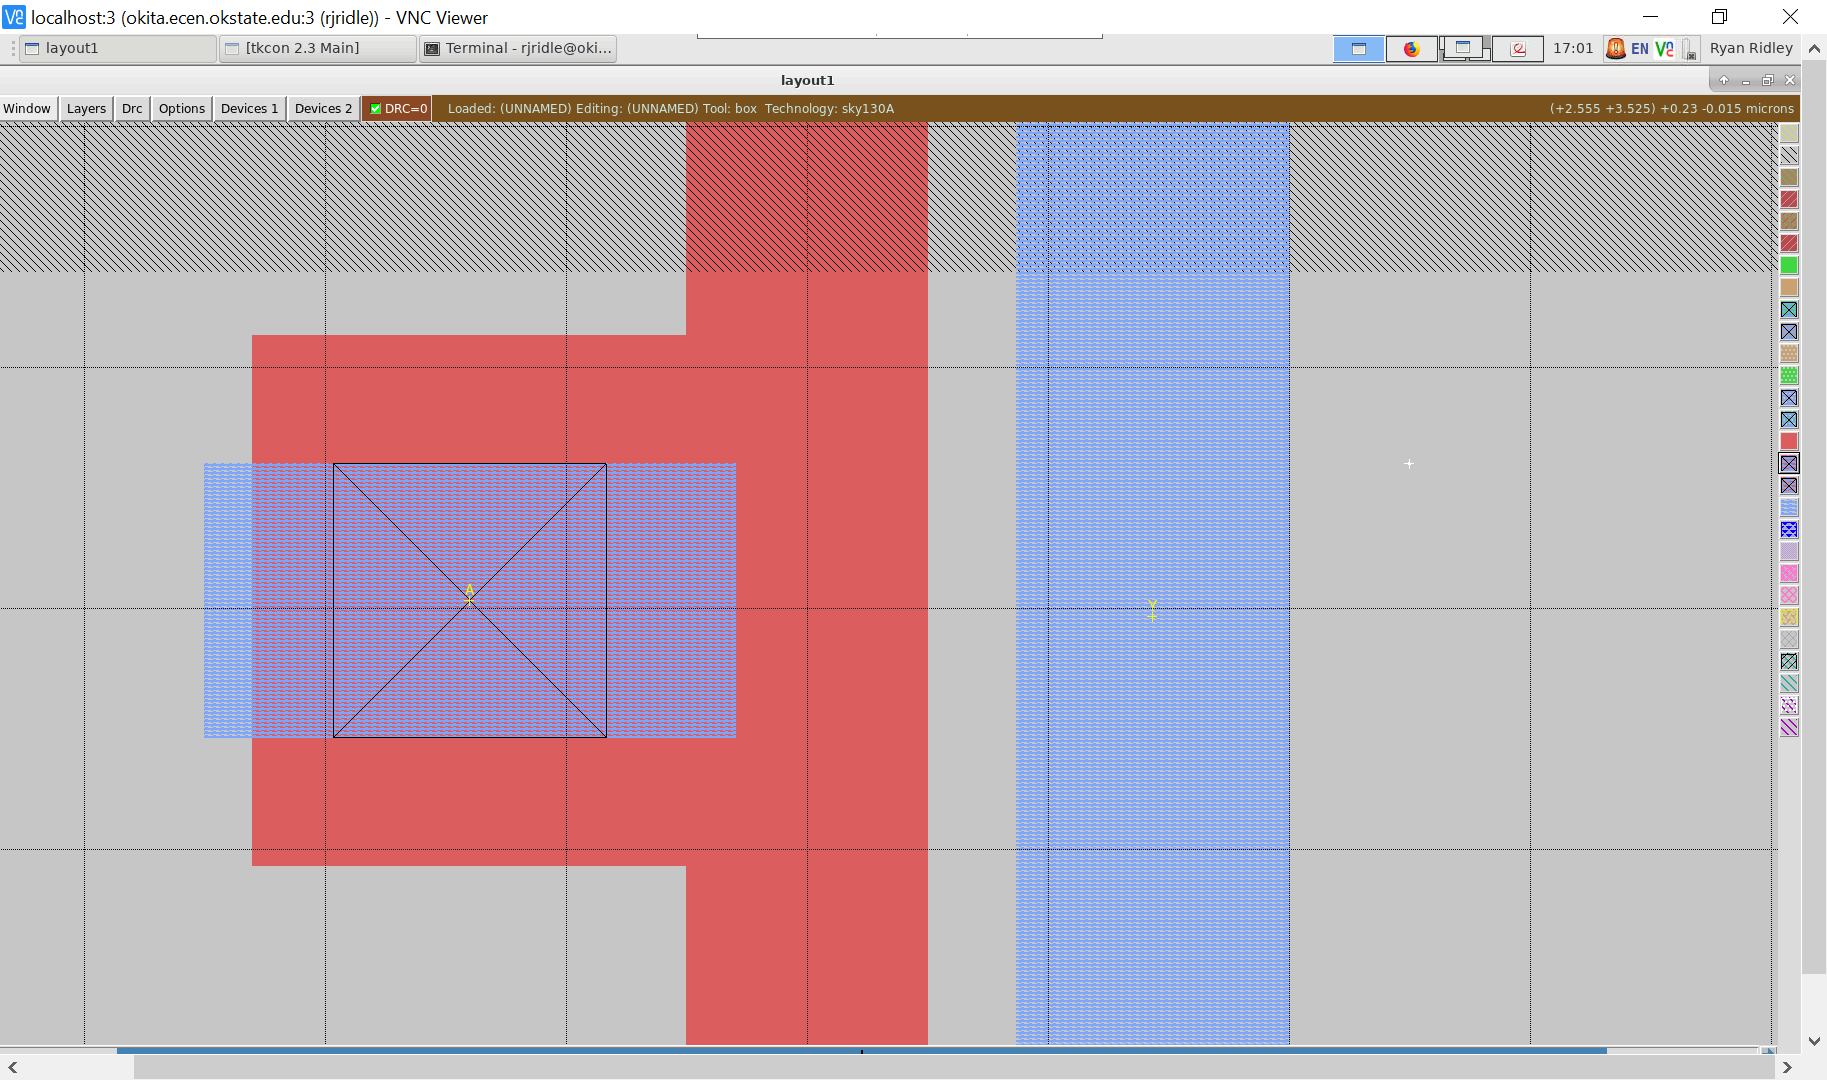 localhost:3 (okita.ecen.okstate.edu:3 (rjridle)) - VNC Viewer
layout1
[tkcon 2.3 Main]
Terminal - rjridle@oki...
17:01
EN
Ryan Ridley
layout1
Window Layers Drc Options Devices 1 Devices 2 DRC=0 Loaded: (UNNAMED) Editing: (UNNAMED) Tool: box Technology: sky130A (+2.555 +3.525) +0.23 -0.015 microns
A
Y